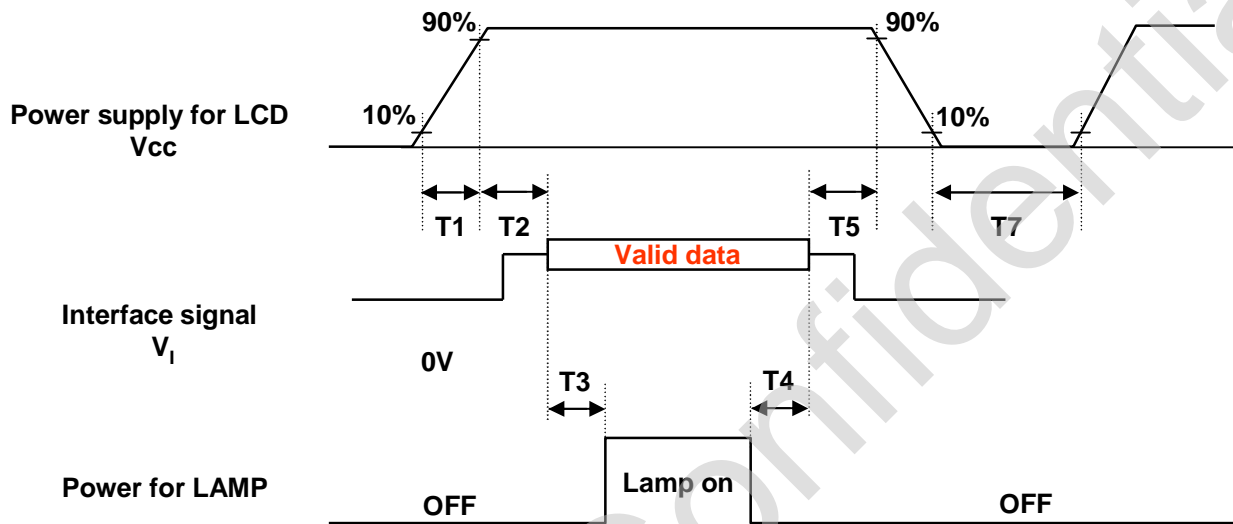 90%
90%
Power supply for LCD
Vcc
10%
10%
T1
T2
T5
T7
Valid data
Interface signal
V_I
0V
T3
T4
Power for LAMP
OFF
Lamp on
OFF
Confidential